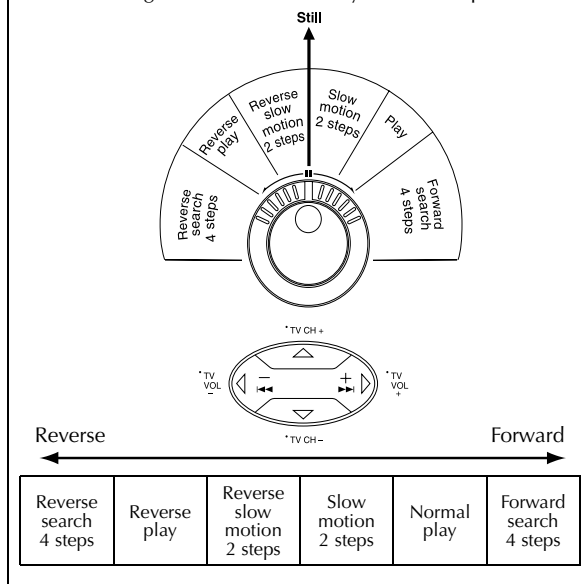 Still
Reverse
slow
motion
2 steps
Slow
motion
2 steps
Reverse
play
Play
Reverse
search
4 steps
Forward
search
4 steps
*TV CH +
*TV
VOL
–
–
+
*TV
VOL
+
*TV CH –
Reverse
Forward
Reverse
search
4 steps
Reverse
play
Reverse
slow
motion
2 steps
Slow
motion
2 steps
Normal
play
Forward
search
4 steps